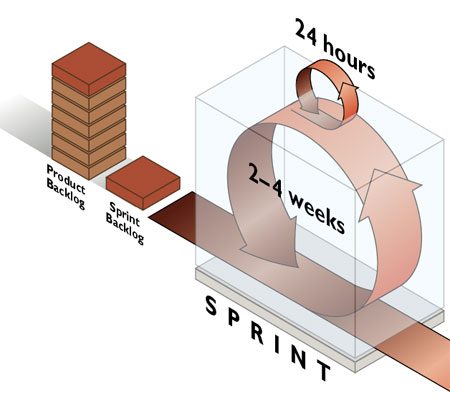 24 hours
Product
Backlog
Sprint
Backlog
2–4 weeks
SPRINT